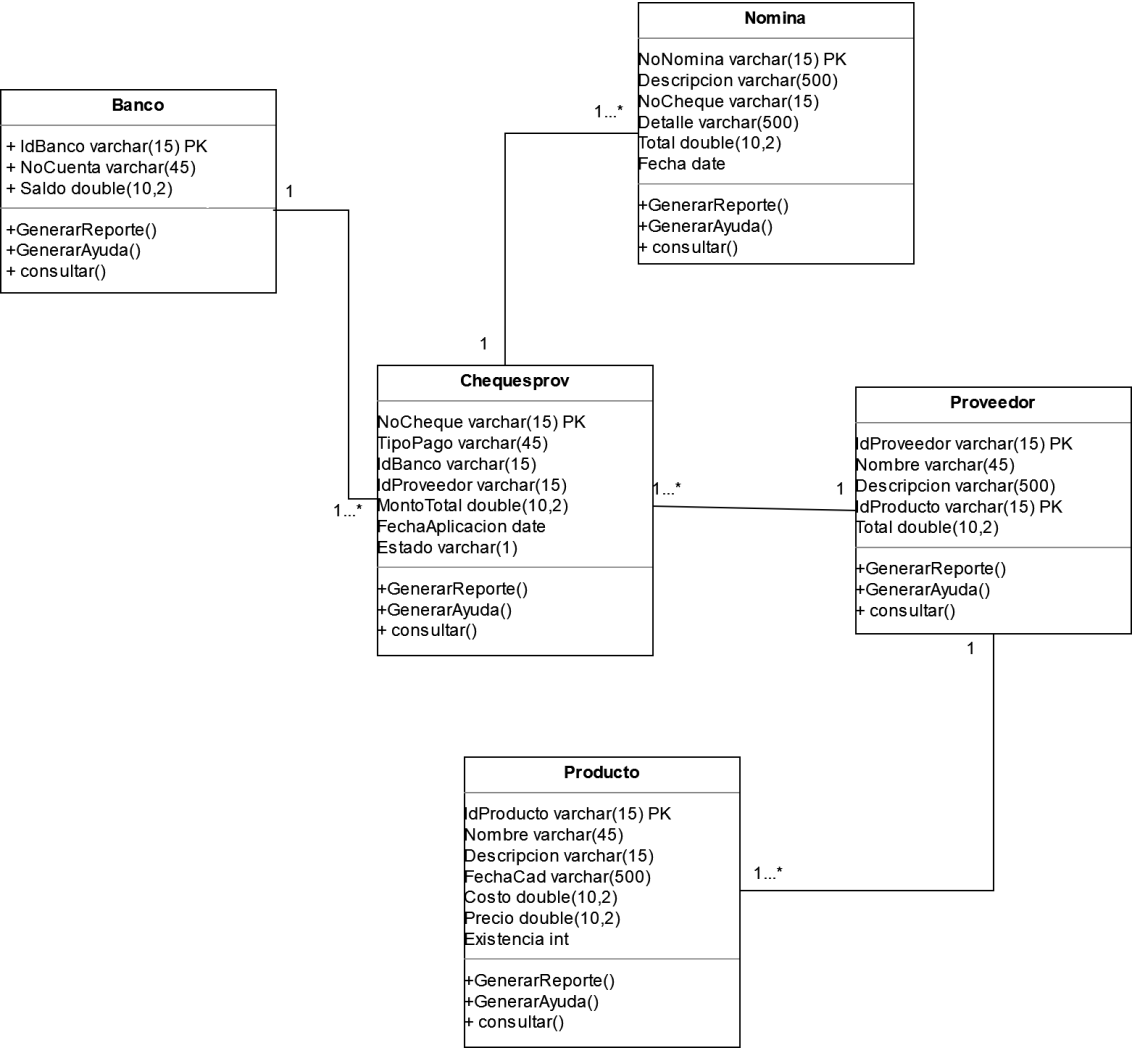 Nomina
NoNomina varchar(15) PK
Descripcion varchar(500)
NoCheque varchar(15)
Detalle varchar(500)
Total double(10,2)
Fecha date
+GenerarReporte()
+GenerarAyuda()
+ consultar()
1...*
Banco
+ IdBanco varchar(15) PK
+ NoCuenta varchar(45)
+ Saldo double(10,2)
+GenerarReporte()
+GenerarAyuda()
+ consultar()
1
1
Chequesprov
NoCheque varchar(15) PK
TipoPago varchar(45)
IdBanco varchar(15)
IdProveedor varchar(15)
MontoTotal double(10,2)
FechaAplicacion date
Estado varchar(1)
+GenerarReporte()
+GenerarAyuda()
+ consultar()
1...*
1...*
1
Proveedor
IdProveedor varchar(15) PK
Nombre varchar(45)
Descripcion varchar(500)
IdProducto varchar(15) PK
Total double(10,2)
+GenerarReporte()
+GenerarAyuda()
+ consultar()
1
Producto
IdProducto varchar(15) PK
Nombre varchar(45)
Descripcion varchar(15)
FechaCad varchar(500)
Costo double(10,2)
Precio double(10,2)
Existencia int
+GenerarReporte()
+GenerarAyuda()
+ consultar()
1...*